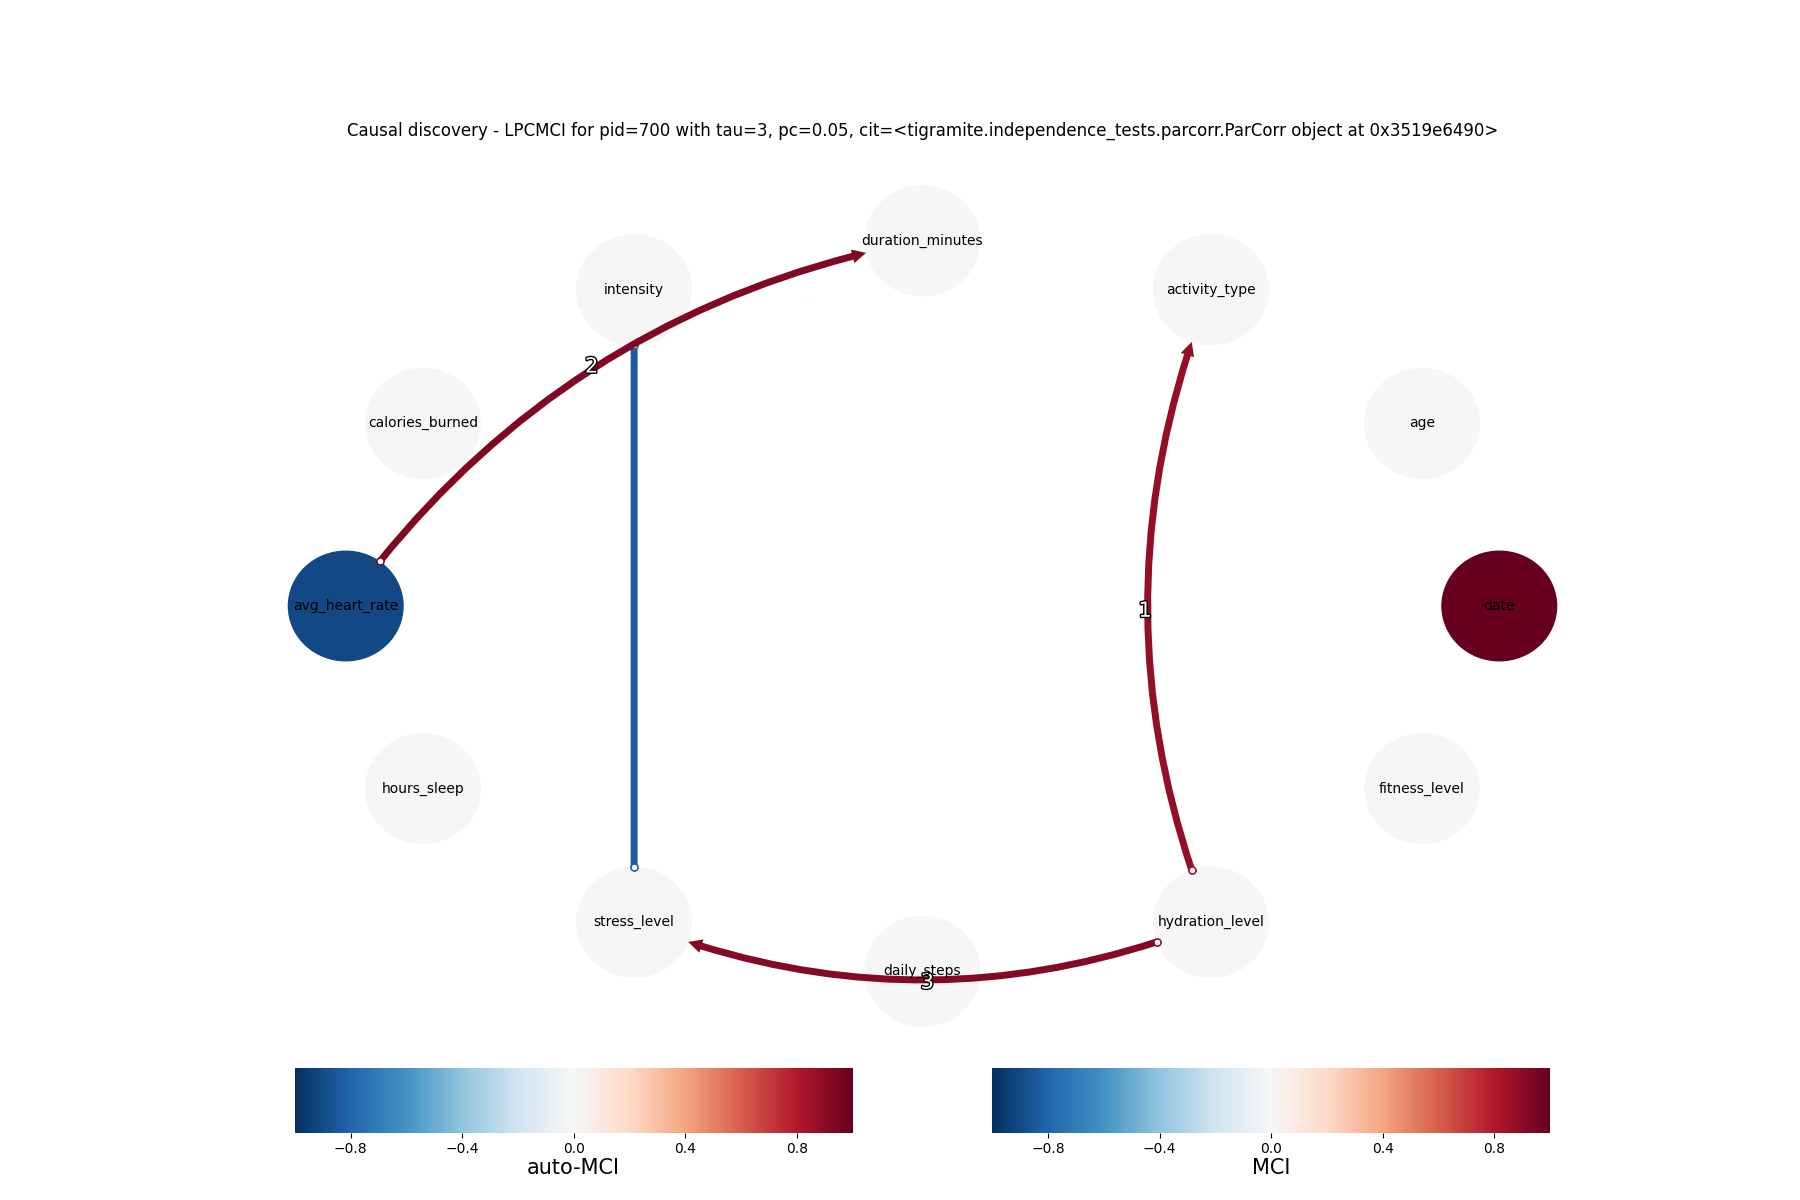 Causal discovery - LPCMCI for pid=700 with tau=3, pc=0.05, cit=<tigramite.independence_tests.parcorr.ParCorr object at 0x3519e6490>
duration_minutes
intensity
activity_type
2
calories_burned
age
avg_heart_rate
date
1
hours_sleep
fitness_level
stress_level
hydration_level
daily_steps
3
−0.8 −0.4 0.0 0.4 0.8
auto-MCI
−0.8 −0.4 0.0 0.4 0.8
MCI